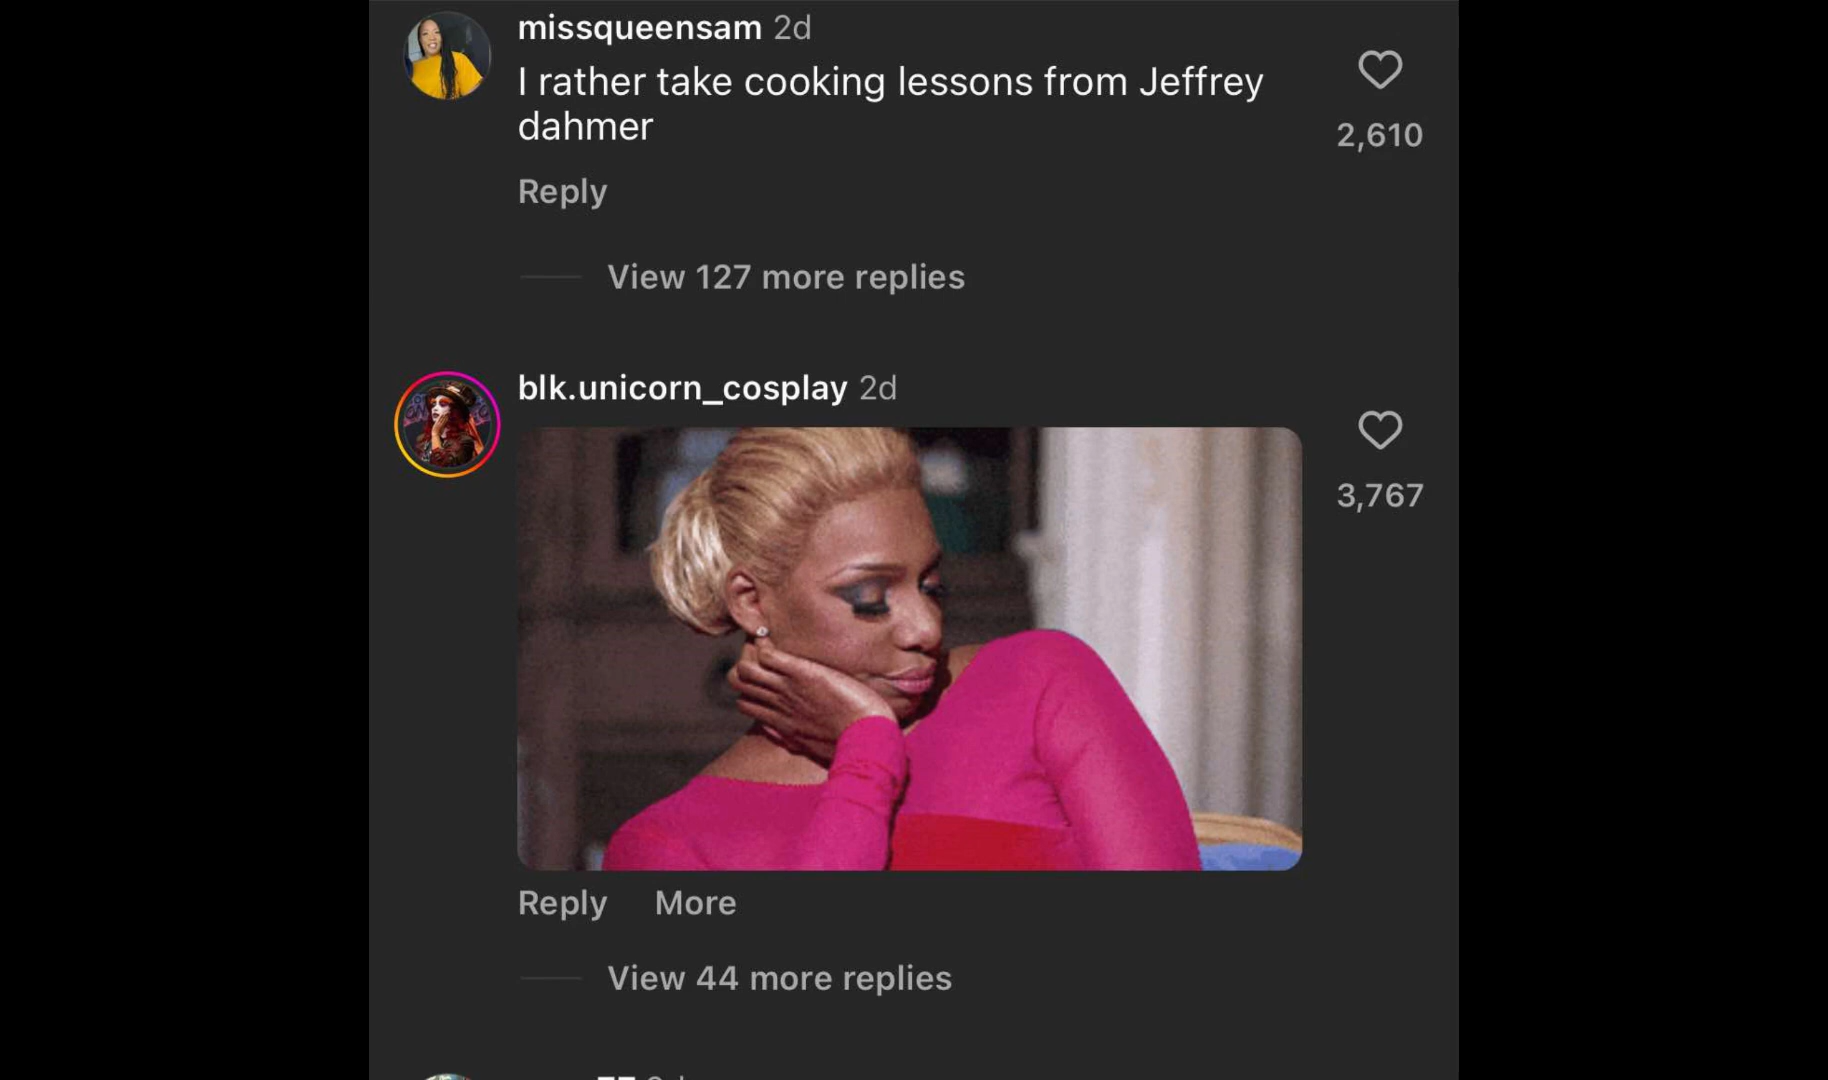 missqueensam 2d
I rather take cooking lessons from Jeffrey
dahmer
2,610
Reply
View 127 more replies
blk.unicorn_cosplay 2d
3,767
Reply More
View 44 more replies